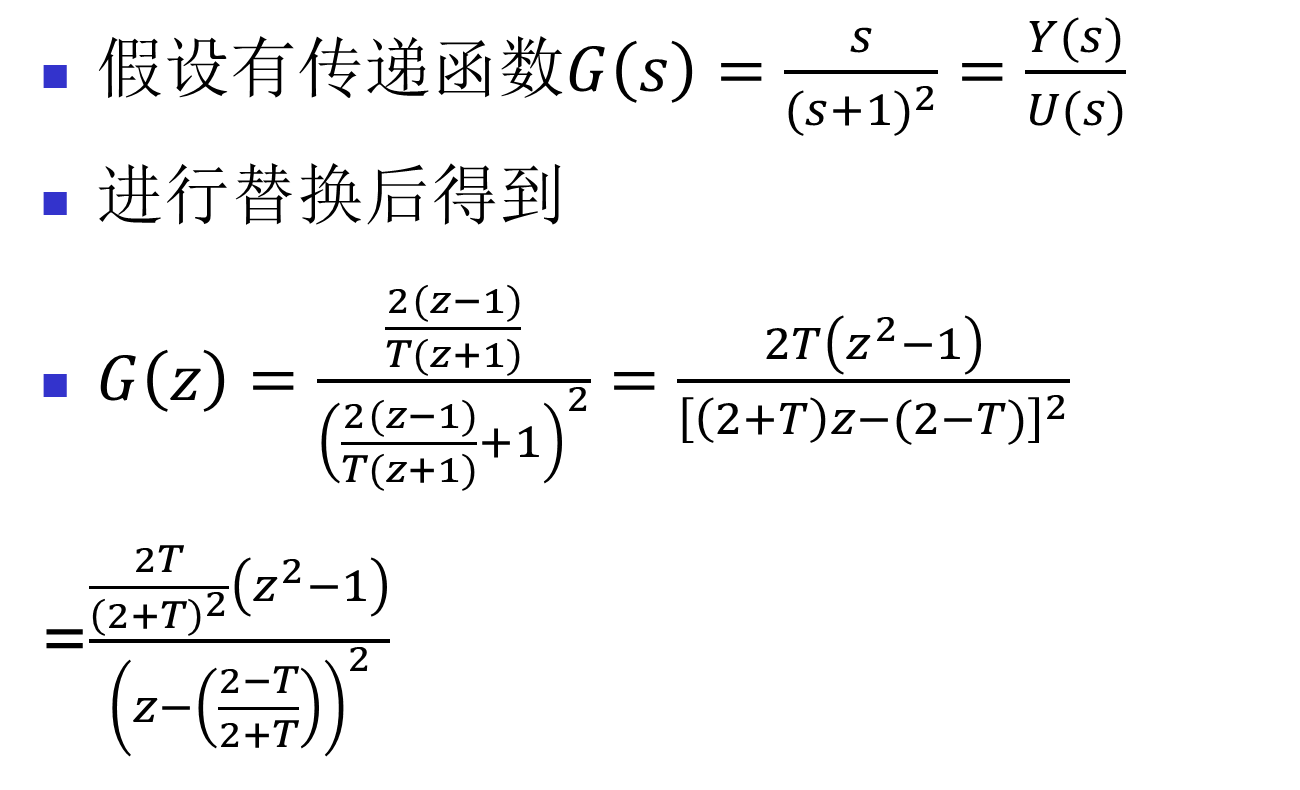 ■ 假设有传递函数G(s) = s/(s+1)² = Y(s)/U(s)
■ 进行替换后得到
■ G(z) = (2(z−1)/T(z+1))/(2(z−1)/T(z+1)+1)² = 2T(z²−1)/[(2+T)z−(2−T)]²
=(2T/(2+T)²(z²−1))/(z−((2−T)/(2+T)))²